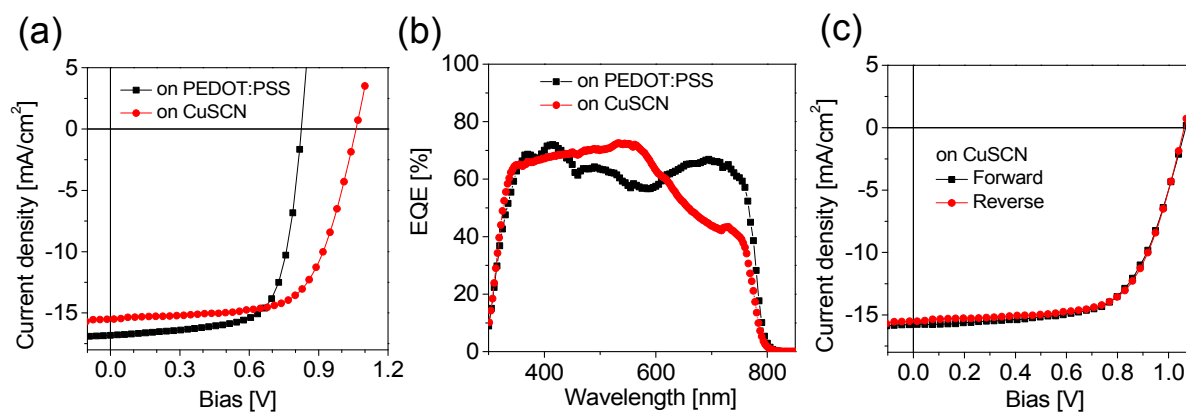 (a)
Current density [mA/cm²]
5
0
-5
-10
-15
on PEDOT:PSS
on CuSCN
0.0 0.3 0.6 0.9 1.2
Bias [V]
(b)
EQE [%]
100
80
60
40
20
0
on PEDOT:PSS
on CuSCN
400 600 800
Wavelength [nm]
(c)
Current density [mA/cm²]
5
0
-5
-10
-15
on CuSCN
Forward
Reverse
0.0 0.2 0.4 0.6 0.8 1.0
Bias [V]